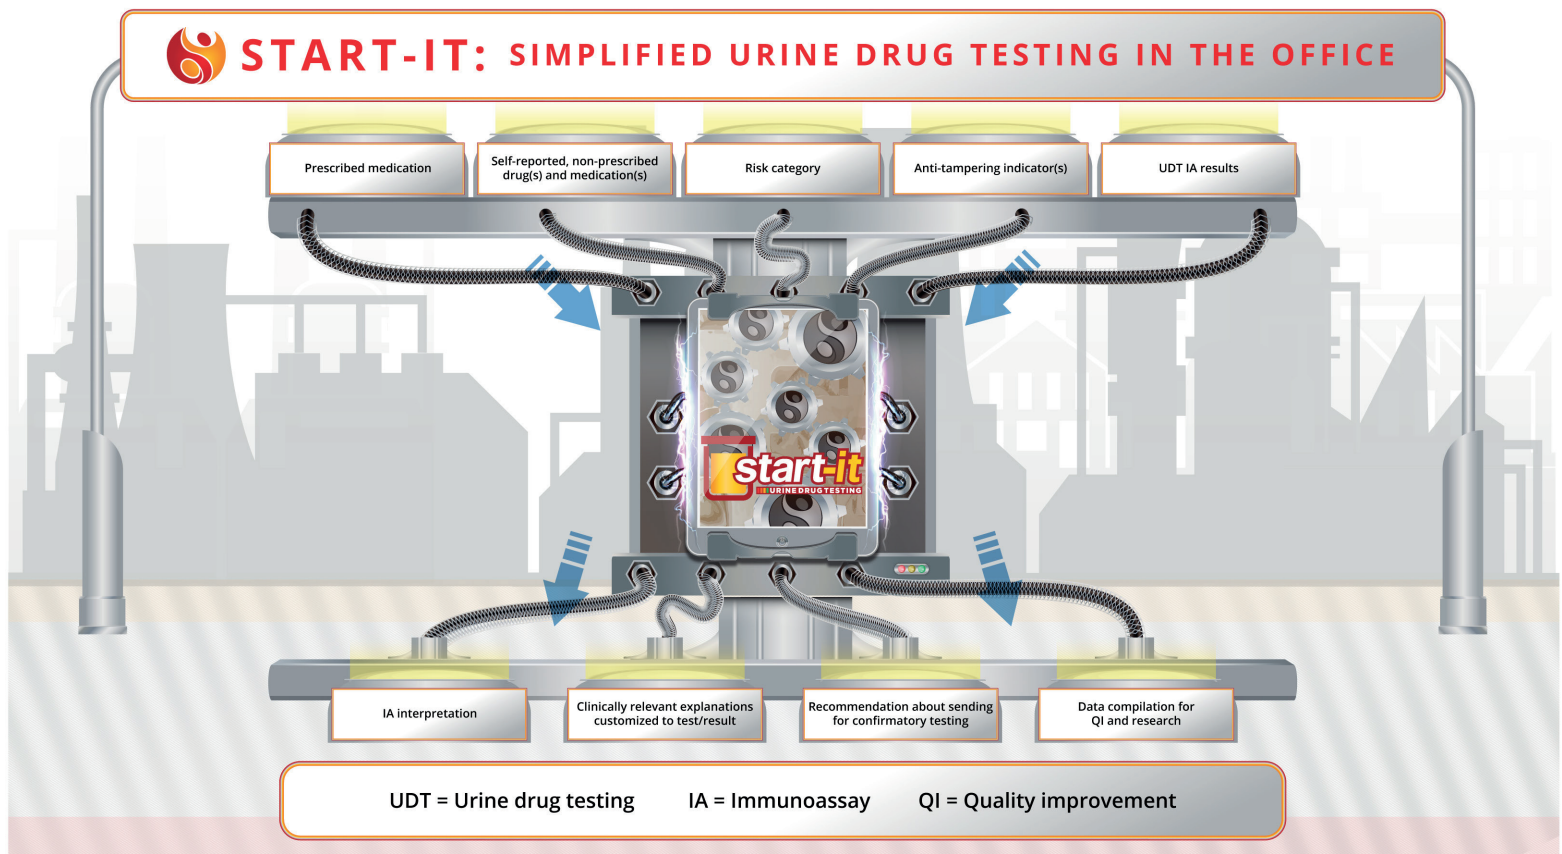 START-IT: SIMPLIFIED URINE DRUG TESTING IN THE OFFICE
Prescribed medication
Self-reported, non-prescribed
drug(s) and medication(s)
Risk category
Anti-tampering indicator(s)
UDT IA results
start-it
URINE DRUG TESTING
IA interpretation
Clinically relevant explanations
customized to test/result
Recommendation about sending
for confirmatory testing
Data compilation for
QI and research
UDT = Urine drug testing IA = Immunoassay QI = Quality improvement